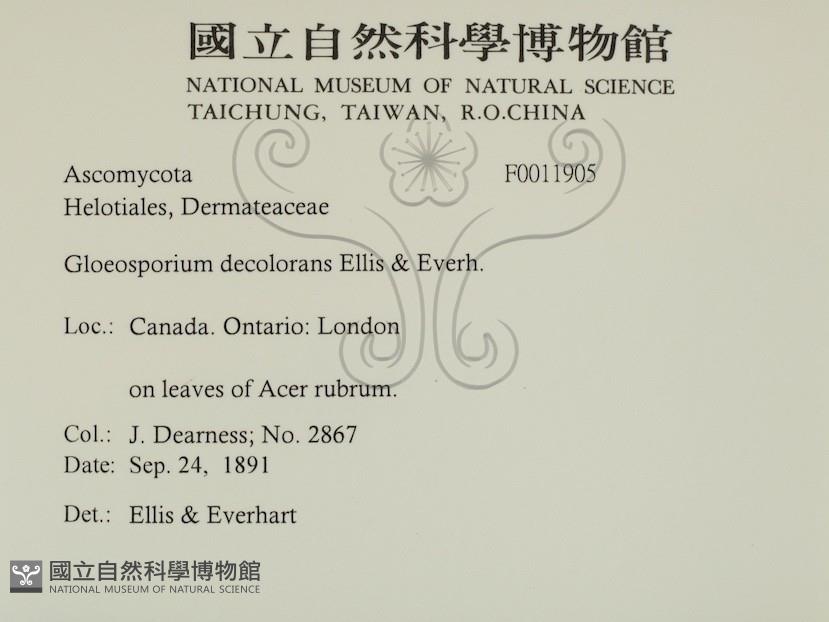 國立自然科學博物館
NATIONAL MUSEUM OF NATURAL SCIENCE
TAICHUNG, TAIWAN, R.O.CHINA
Ascomycota F0011905
Helotiales, Dermateaceae
Gloeosporium decolorans Ellis & Everh.
Loc.: Canada. Ontario: London
on leaves of Acer rubrum.
Col.: J. Dearness; No. 2867
Date: Sep. 24, 1891
Det.: Ellis & Everhart
國立自然科學博物館
NATIONAL MUSEUM OF NATURAL SCIENCE